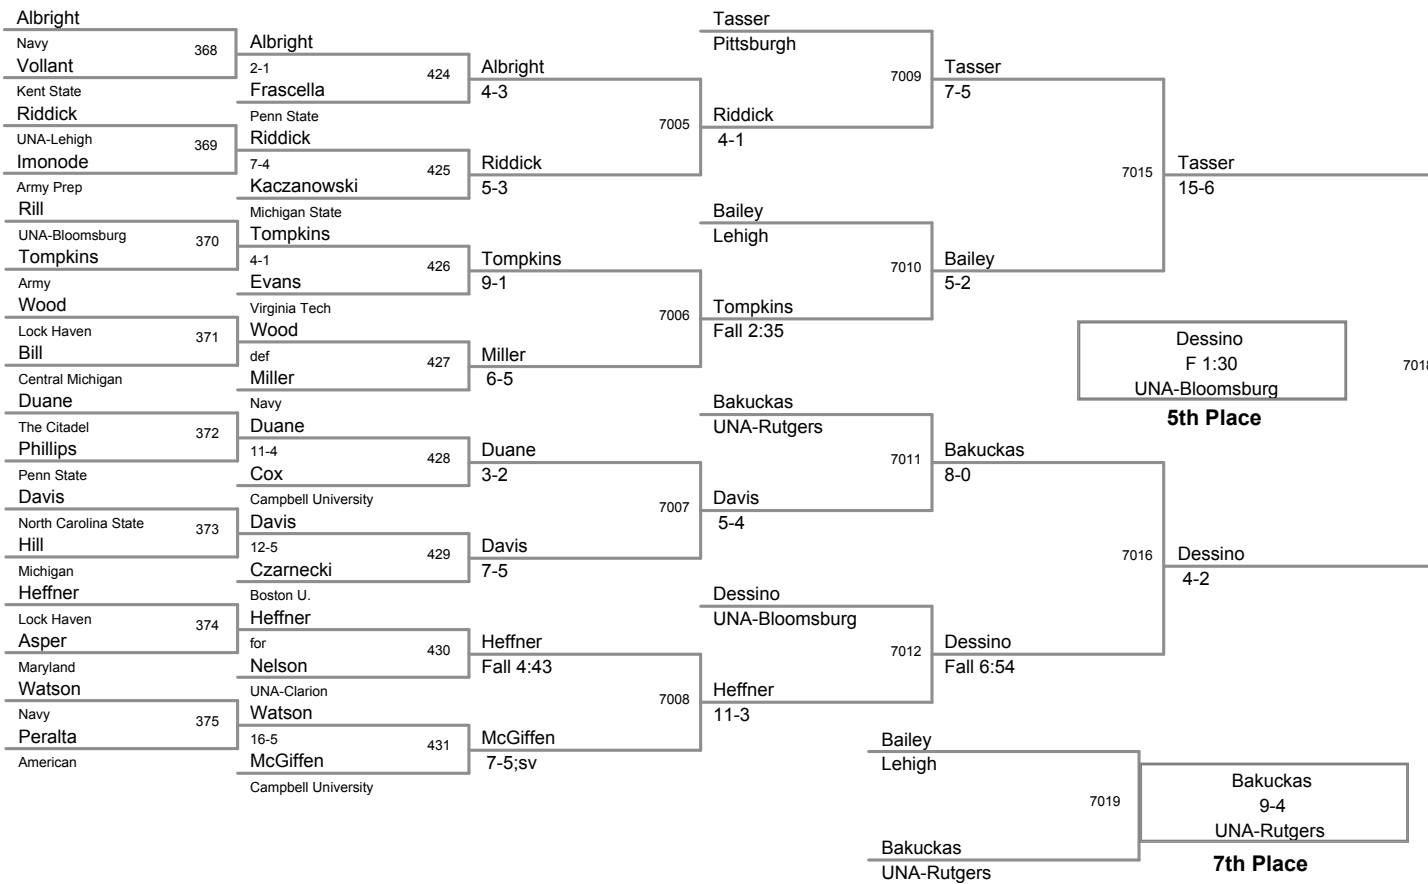 Albright
Navy
368
Vollant
Kent State
Riddick
UNA-Lehigh
369
Imonode
Army Prep
Rill
UNA-Bloomsburg
370
Tompkins
Army
Wood
Lock Haven
371
Bill
Central Michigan
Duane
The Citadel
372
Phillips
Penn State
Davis
North Carolina State
373
Hill
Michigan
Heffner
Lock Haven
374
Asper
Maryland
Watson
Navy
375
Peralta
American
Albright
2-1
424
Frascella
Penn State
Riddick
7-4
425
Kaczanowski
Michigan State
Tompkins
4-1
426
Evans
Virginia Tech
Wood
def
427
Miller
Navy
Duane
11-4
428
Cox
Campbell University
Davis
12-5
429
Czarnecki
Boston U.
Heffner
for
430
Nelson
UNA-Clarion
Watson
16-5
431
McGiffen
Campbell University
Albright
4-3
7005
Riddick
5-3
Tompkins
9-1
7006
Miller
6-5
Duane
3-2
7007
Davis
7-5
Heffner
Fall 4:43
7008
McGiffen
7-5;sv
Tasser
Pittsburgh
7009
Riddick
4-1
Bailey
Lehigh
7010
Tompkins
Fall 2:35
Bakuckas
UNA-Rutgers
7011
Davis
5-4
Dessino
UNA-Bloomsburg
7012
Heffner
11-3
Tasser
7-5
7015
Bailey
5-2
Bakuckas
8-0
7016
Dessino
Fall 6:54
Tasser
15-6
Dessino
F 1:30
UNA-Bloomsburg
5th Place
7018
Dessino
4-2
Bailey
Lehigh
7019
Bakuckas
UNA-Rutgers
Bakuckas
9-4
UNA-Rutgers
7th Place